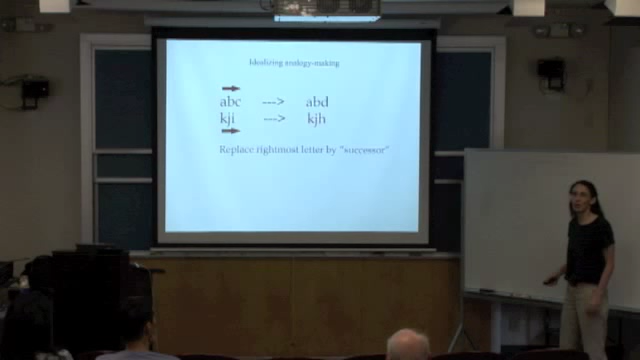 Idealizing analogy-making
abc ---> abd
kji ---> kjh
Replace rightmost letter by "successor"